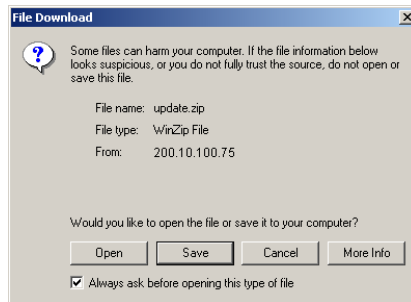 File Download
Some files can harm your computer. If the file information below
looks suspicious, or you do not fully trust the source, do not open or
save this file.
File name: update.zip
File type: WinZip File
From: 200.10.100.75
Would you like to open the file or save it to your computer?
Open Save Cancel More Info
Always ask before opening this type of file